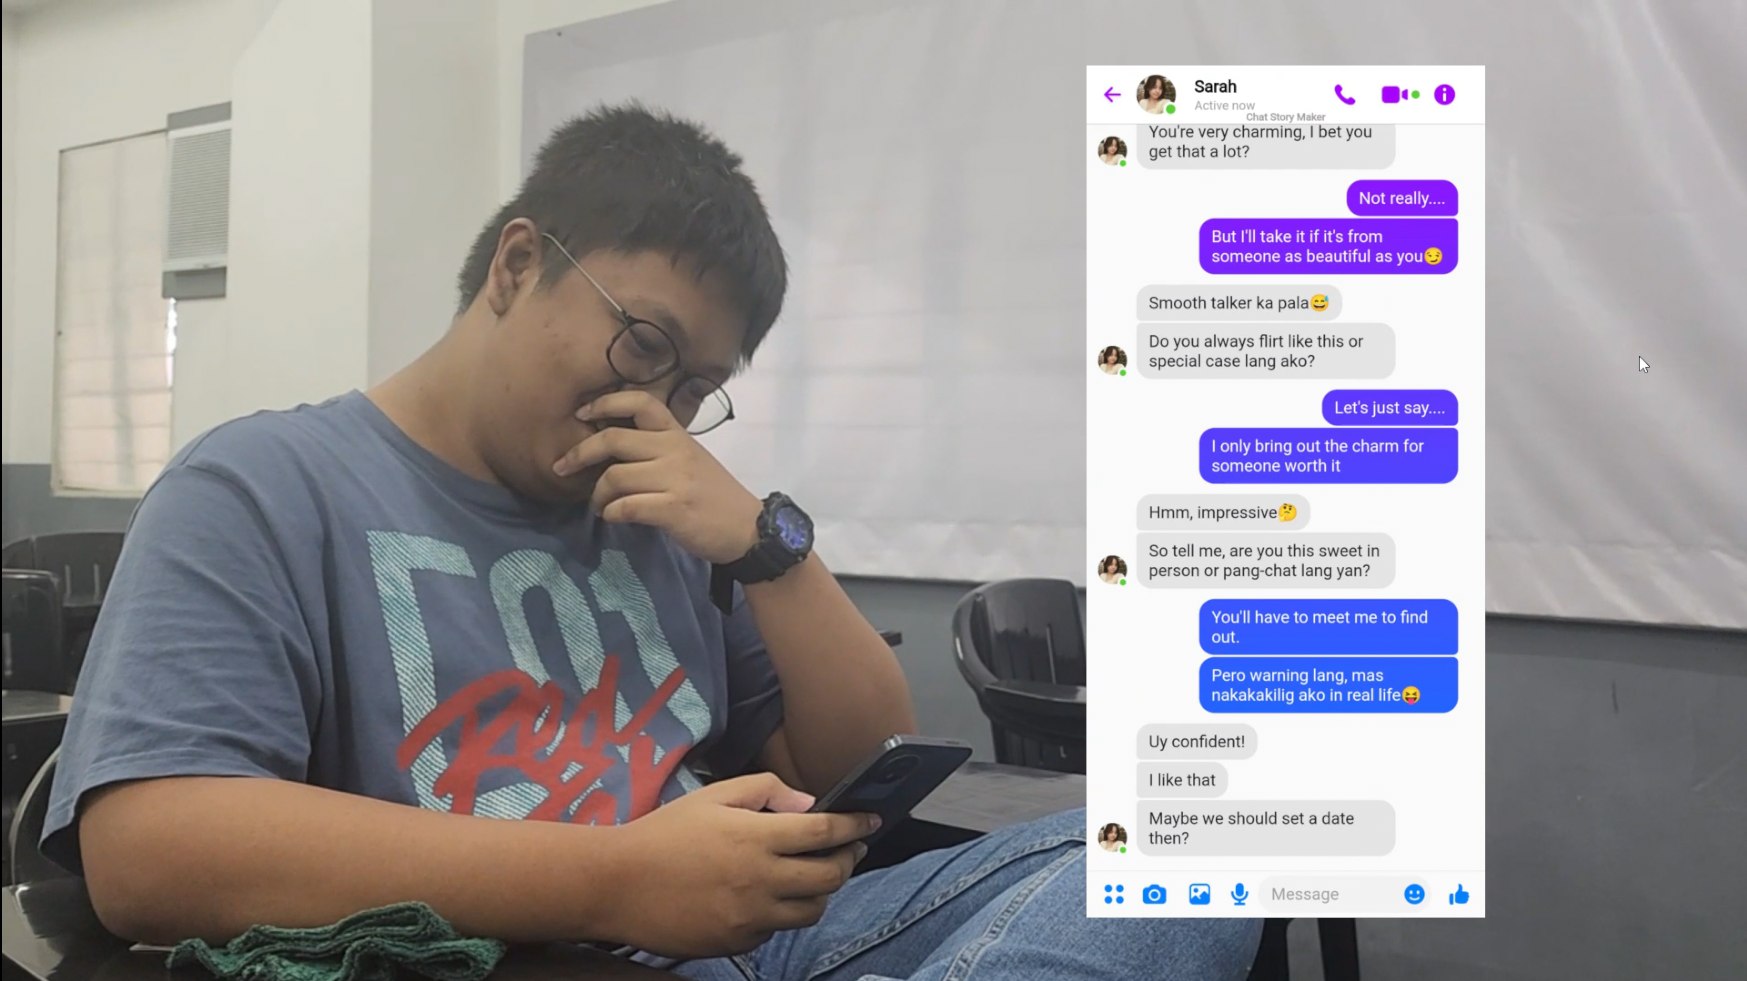 Sarah
Active now
Chat Story Maker
You're very charming, I bet you
get that a lot?
Not really....
But I'll take it if it's from
someone as beautiful as you😏
Smooth talker ka pala😅
Do you always flirt like this or
special case lang ako?
Let's just say....
I only bring out the charm for
someone worth it
Hmm, impressive🤔
So tell me, are you this sweet in
person or pang-chat lang yan?
You'll have to meet me to find
out.
Pero warning lang, mas
nakakakilig ako in real life😝
Uy confident!
I like that
Maybe we should set a date
then?
Message
Red